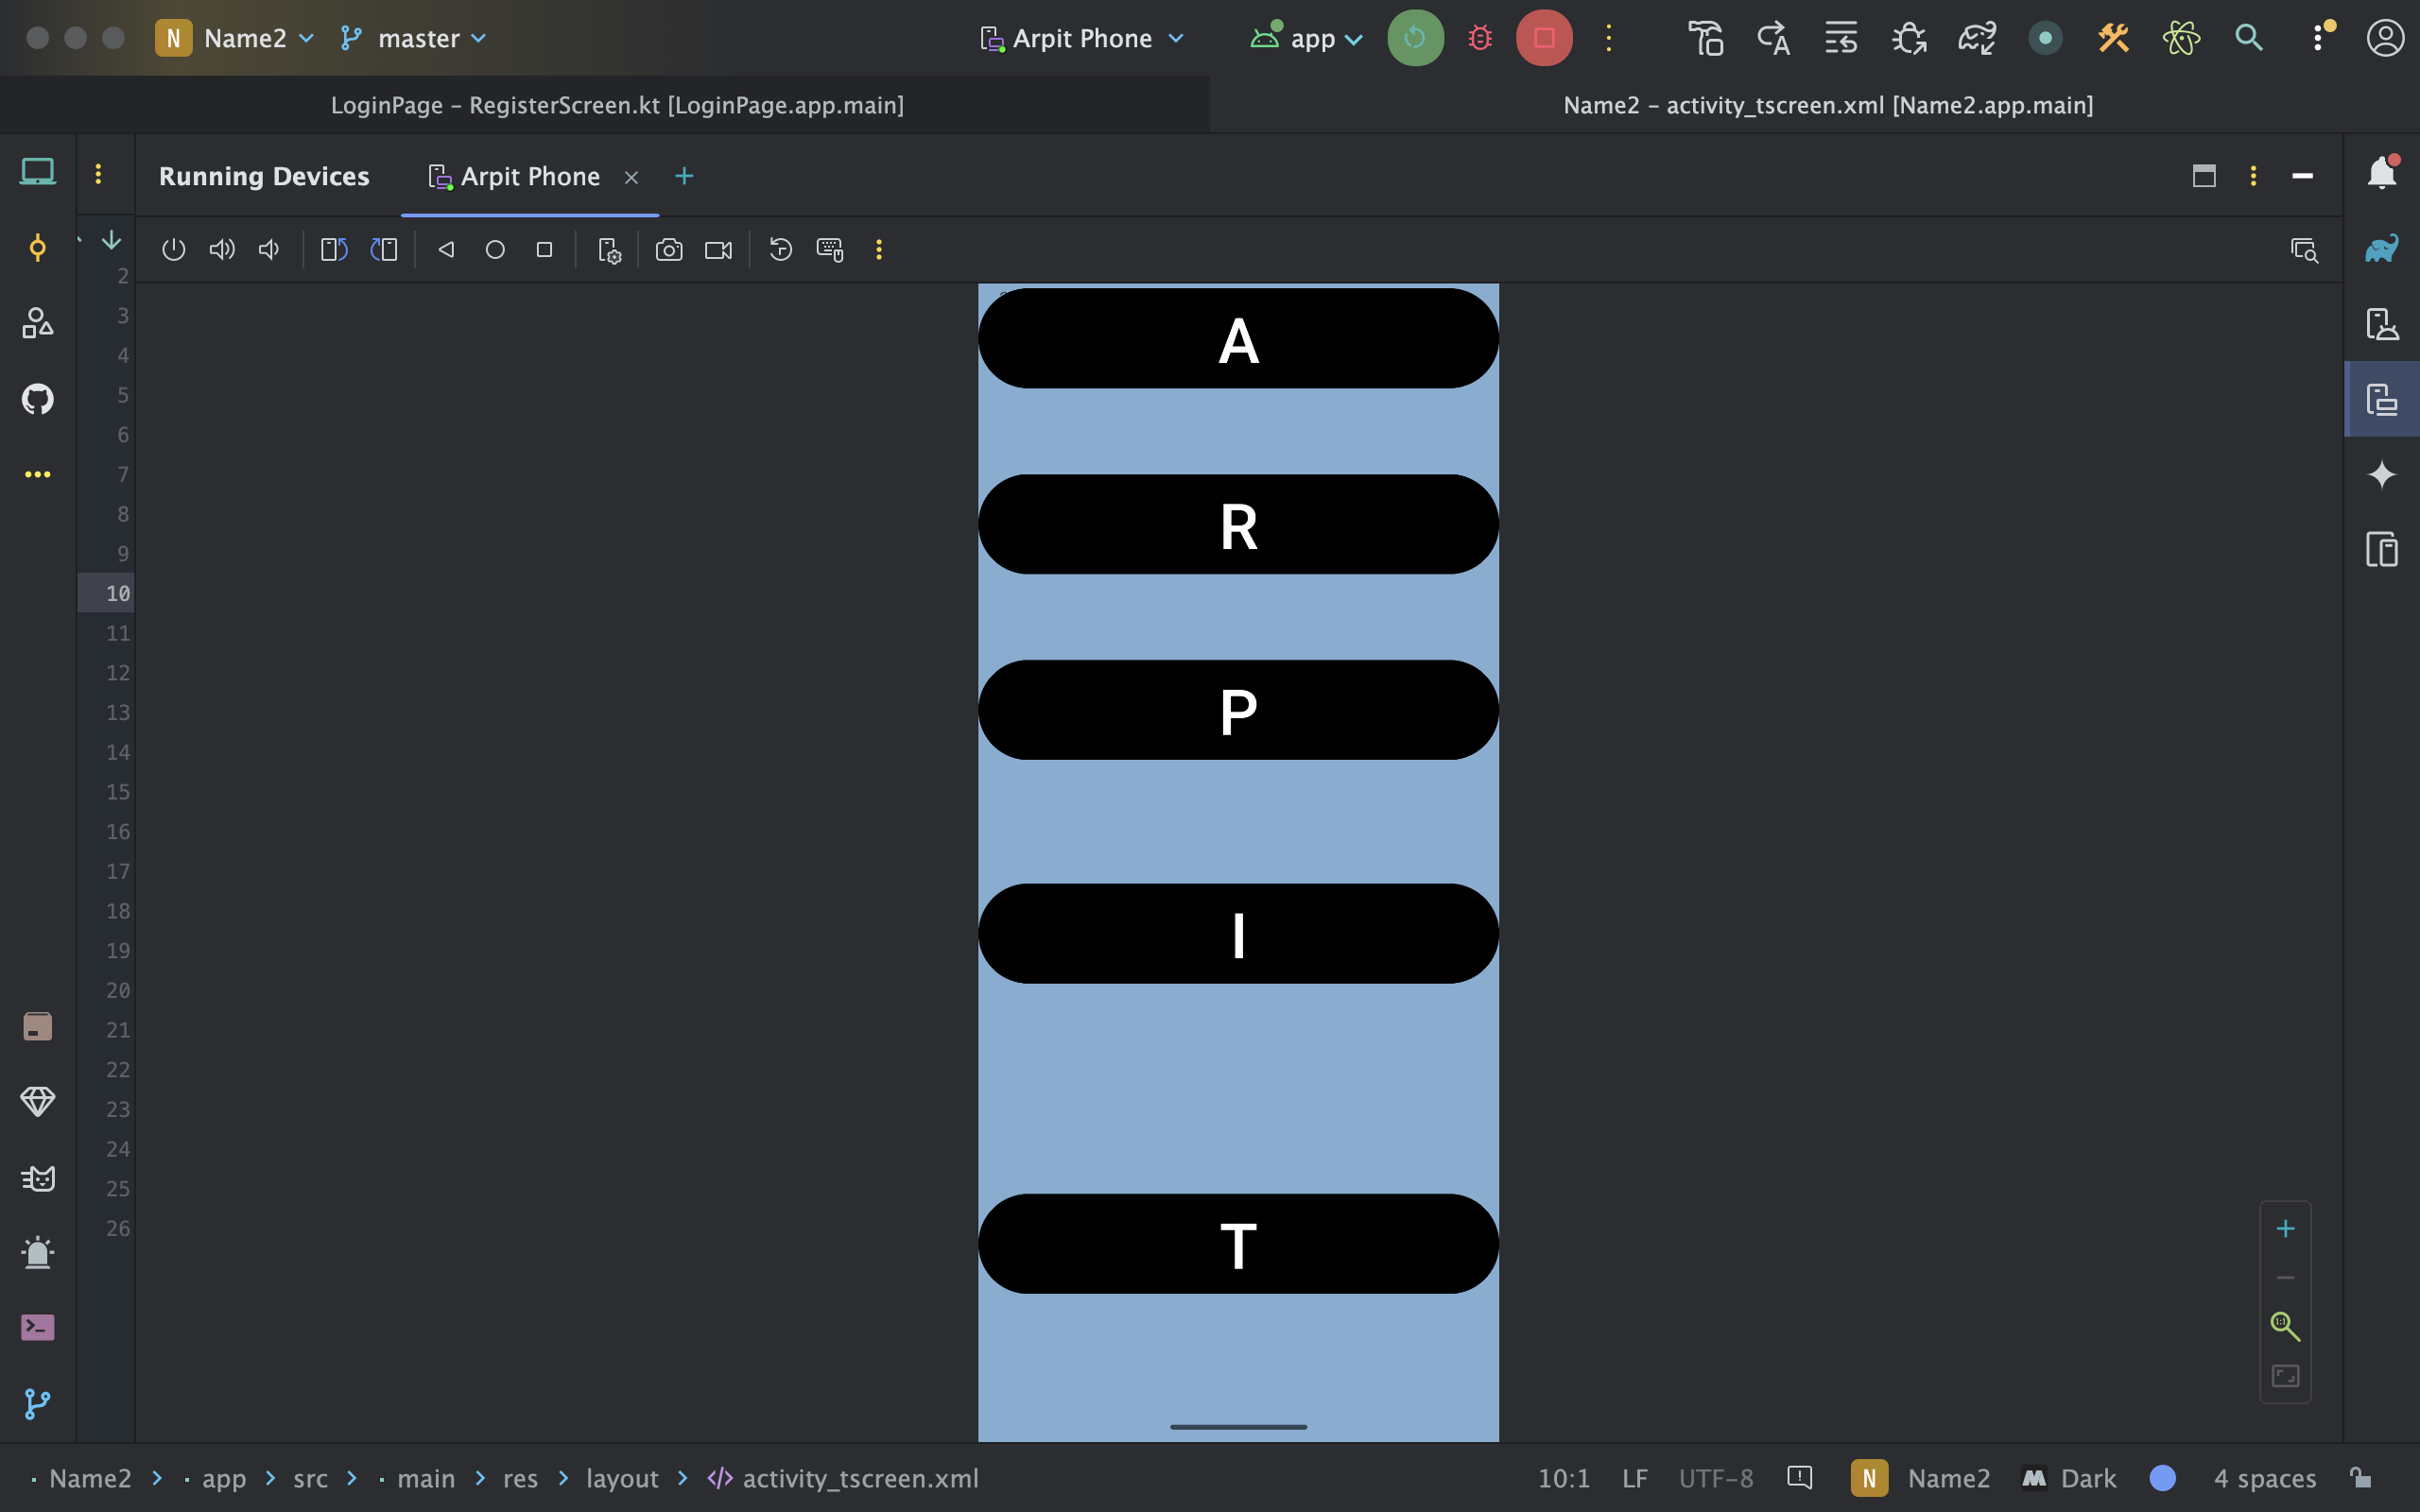 N Name2 master Arpit Phone app
LoginPage – RegisterScreen.kt [LoginPage.app.main] Name2 – activity_tscreen.xml [Name2.app.main]
Running Devices Arpit Phone
2
3
4
5
6
7
8
9
10
11
12
13
14
15
16
17
18
19
20
21
22
23
24
25
26
A
R
P
I
T
1:1
Name2 > app > src > main > res > layout > </> activity_tscreen.xml 10:1 LF UTF-8 N Name2 M Dark 4 spaces